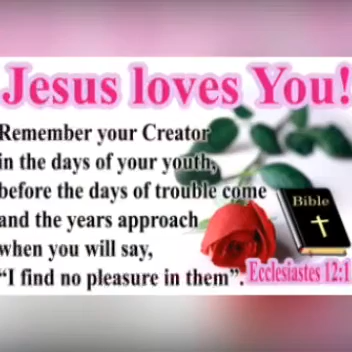 Jesus loves You!
Remember your Creator
in the days of your youth,
before the days of trouble come
and the years approach
when you will say,
“I find no pleasure in them”.
Bible
Ecclesiastes 12:1